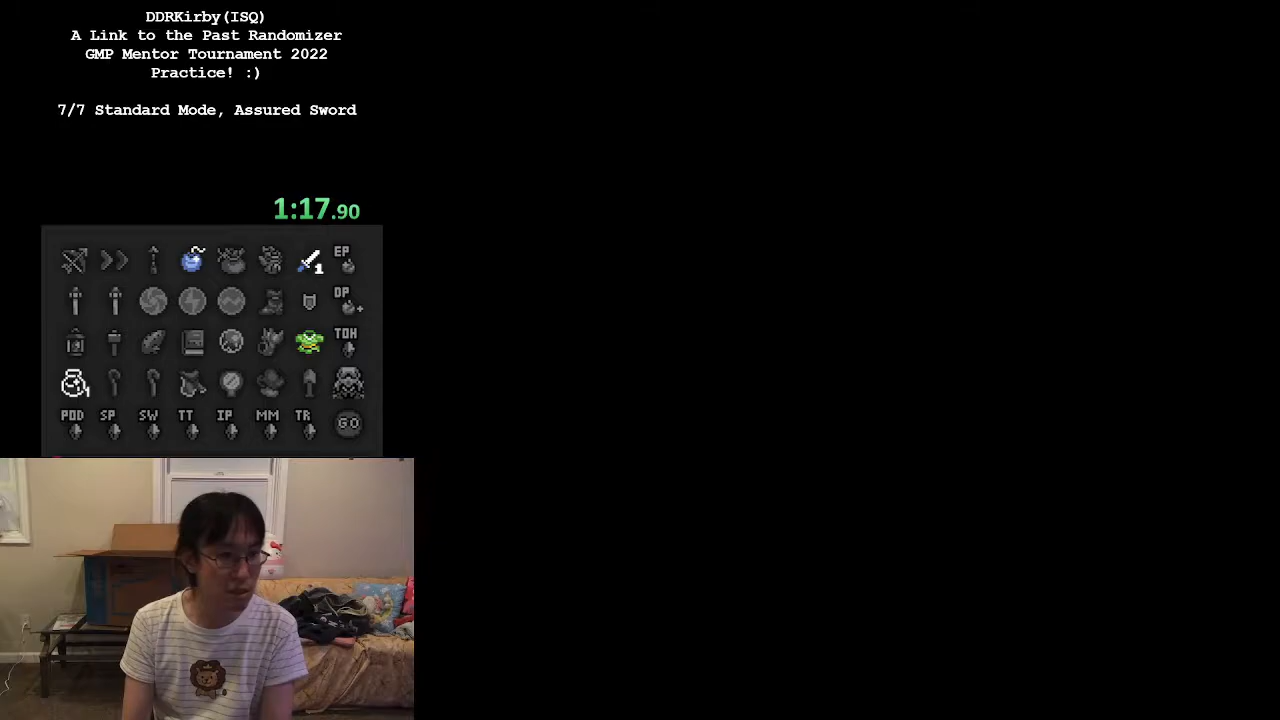 DDRKirby(ISQ)
A Link to the Past Randomizer
GMP Mentor Tournament 2022
Practice! :)
7/7 Standard Mode, Assured Sword
1:17.90
1
EP
DP
TOH
POD SP SW TT IP MM TR
GO